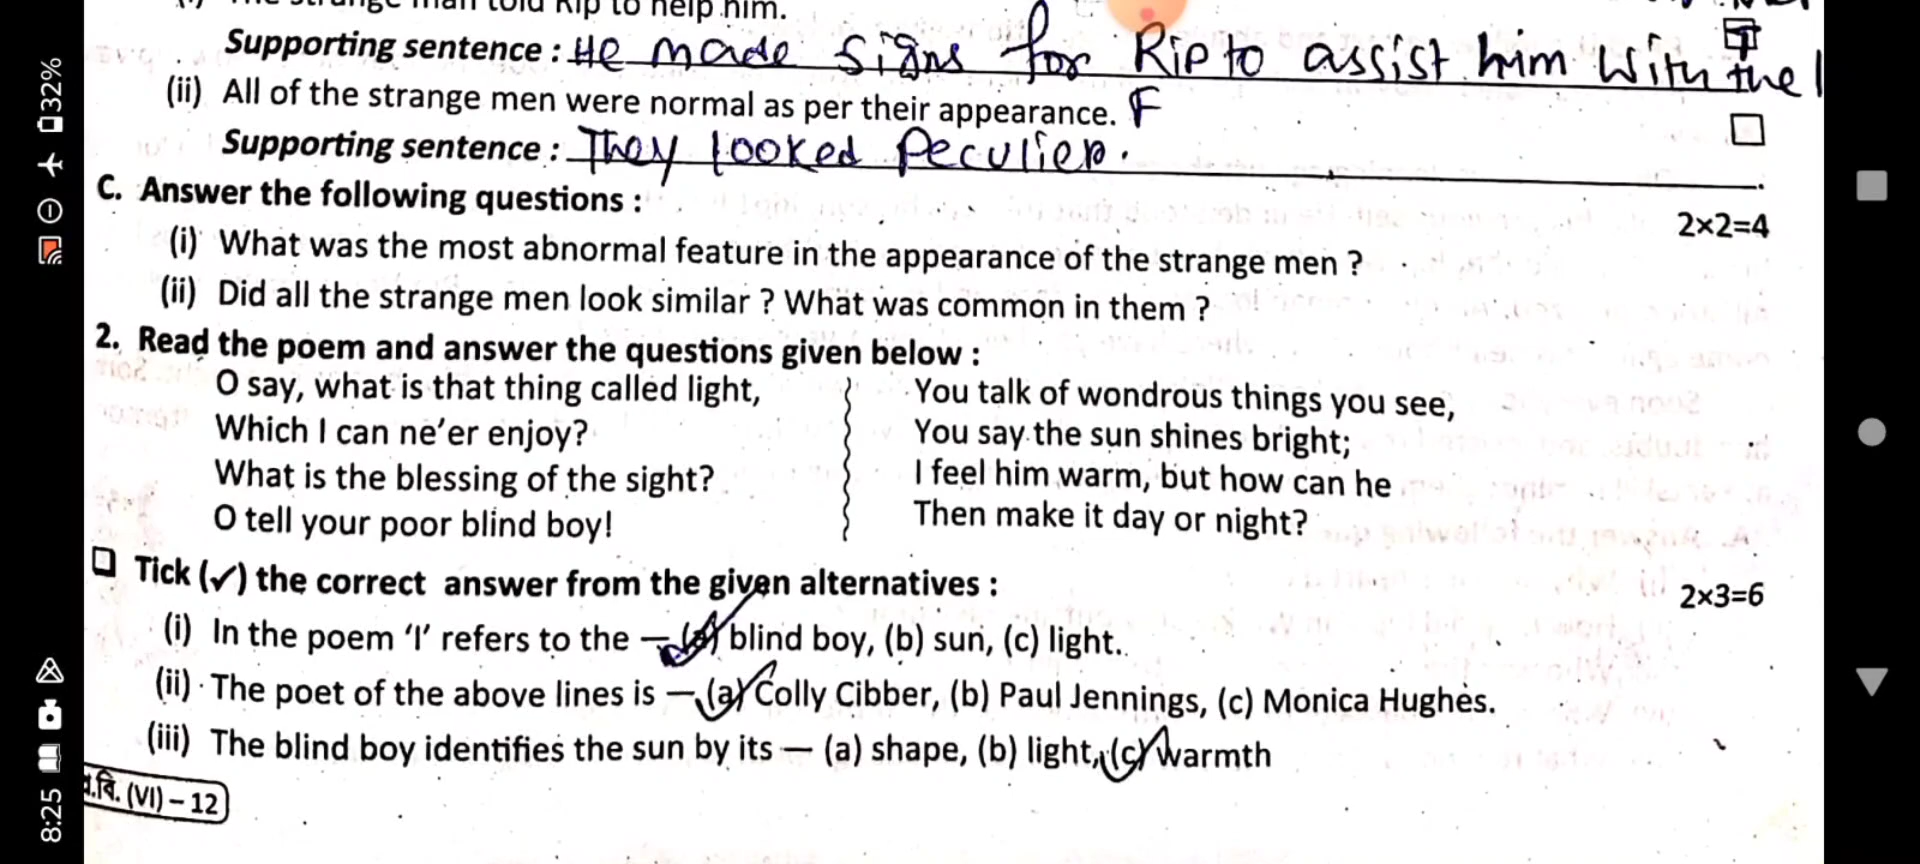 The strange man told Rip to help him.
Supporting sentence : He made signs for Rip to assist him with the
T
(ii) All of the strange men were normal as per their appearance. F
Supporting sentence : They looked Peculier.
C. Answer the following questions :
2×2=4
(i) What was the most abnormal feature in the appearance of the strange men ?
(ii) Did all the strange men look similar ? What was common in them ?
2. Read the poem and answer the questions given below :
O say, what is that thing called light,
Which I can ne'er enjoy?
What is the blessing of the sight?
O tell your poor blind boy!
You talk of wondrous things you see,
You say the sun shines bright;
I feel him warm, but how can he
Then make it day or night?
❑ Tick (✓) the correct answer from the given alternatives :
2×3=6
(i) In the poem 'I' refers to the — (a) blind boy, (b) sun, (c) light.
(ii) The poet of the above lines is — (a) Colly Cibber, (b) Paul Jennings, (c) Monica Hughes.
(iii) The blind boy identifies the sun by its — (a) shape, (b) light, (c) warmth
वि. (VI) – 12
32%
8:25